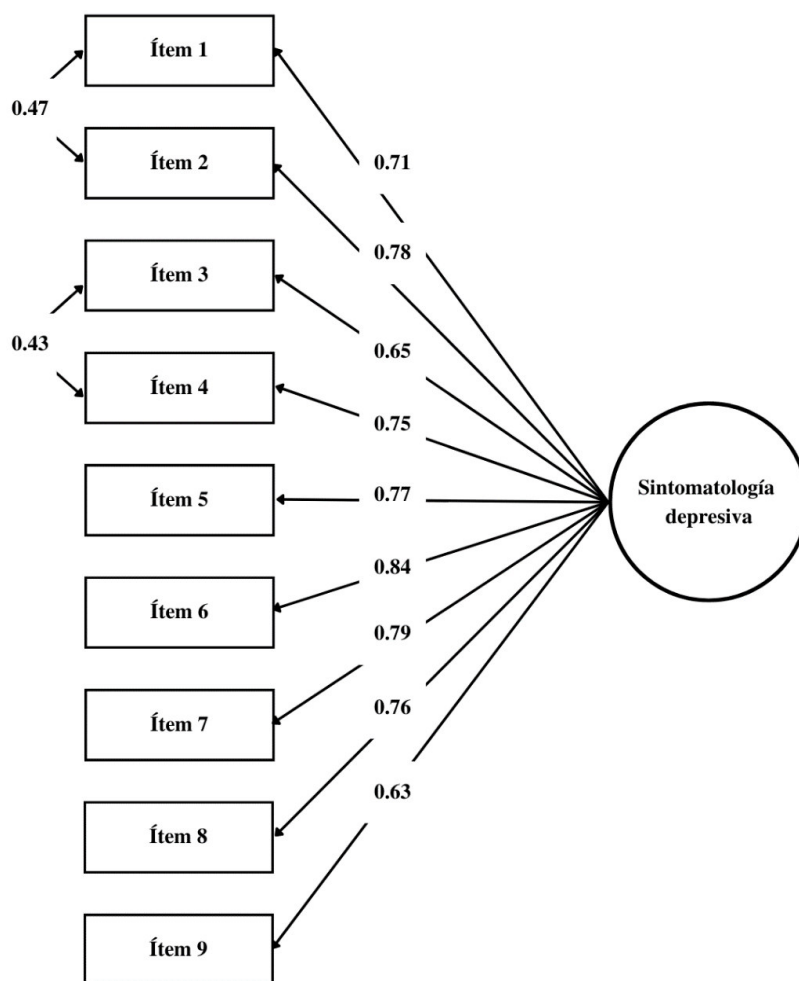 Ítem 1
0.47
Ítem 2
0.71
0.78
Ítem 3
0.43
0.65
Ítem 4
0.75
Ítem 5
0.77
Sintomatología
depresiva
Ítem 6
0.84
0.79
Ítem 7
0.76
0.63
Ítem 8
Ítem 9